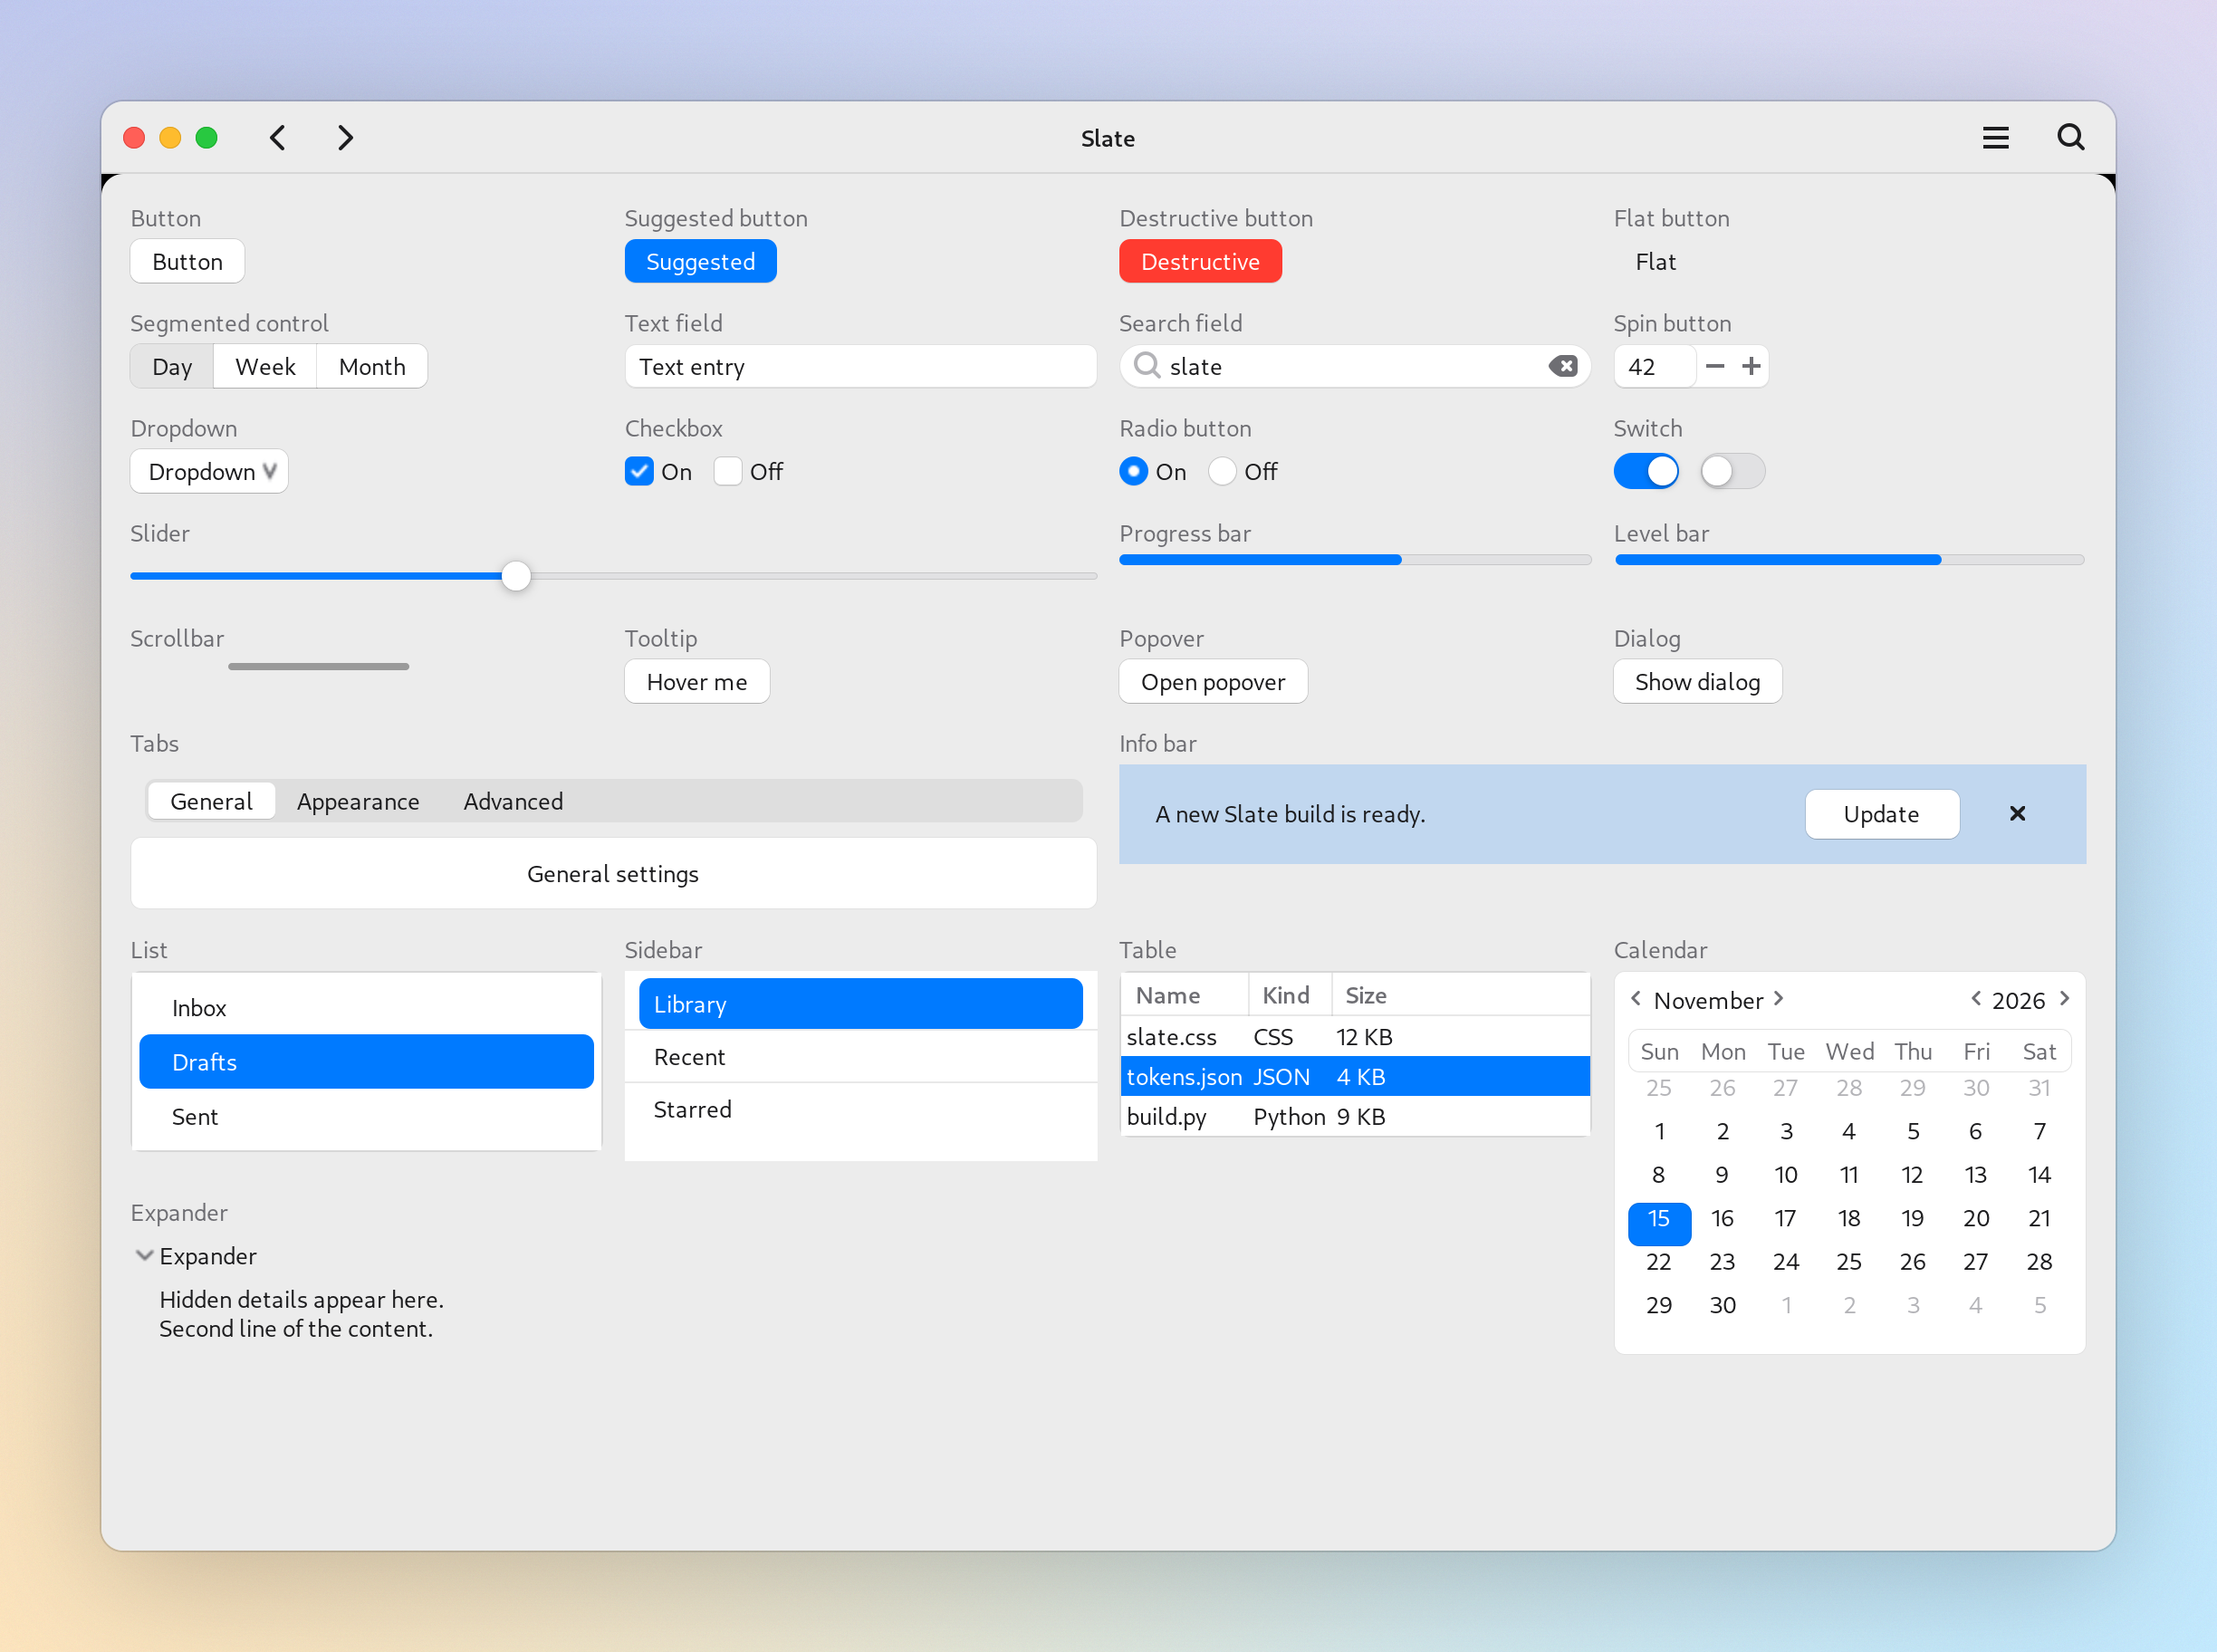 Slate
Button Suggested button Destructive button Flat button
Button Suggested Destructive Flat
Segmented control Text field Search field Spin button
Day Week Month Text entry slate 42
Dropdown Checkbox Radio button Switch
Dropdown On Off On Off
Slider Progress bar Level bar
Scrollbar Tooltip Popover Dialog
Hover me Open popover Show dialog
Tabs Info bar
General Appearance Advanced
A new Slate build is ready. Update
General settings
List Sidebar Table Calendar
Inbox
Drafts
Sent
Library
Recent
Starred
Name Kind Size
slate.css CSS 12 KB
tokens.json JSON 4 KB
build.py Python 9 KB
November 2026
Sun Mon Tue Wed Thu Fri Sat
25 26 27 28 29 30 31
1 2 3 4 5 6 7
8 9 10 11 12 13 14
15 16 17 18 19 20 21
22 23 24 25 26 27 28
29 30 1 2 3 4 5
Expander
Expander
Hidden details appear here.
Second line of the content.